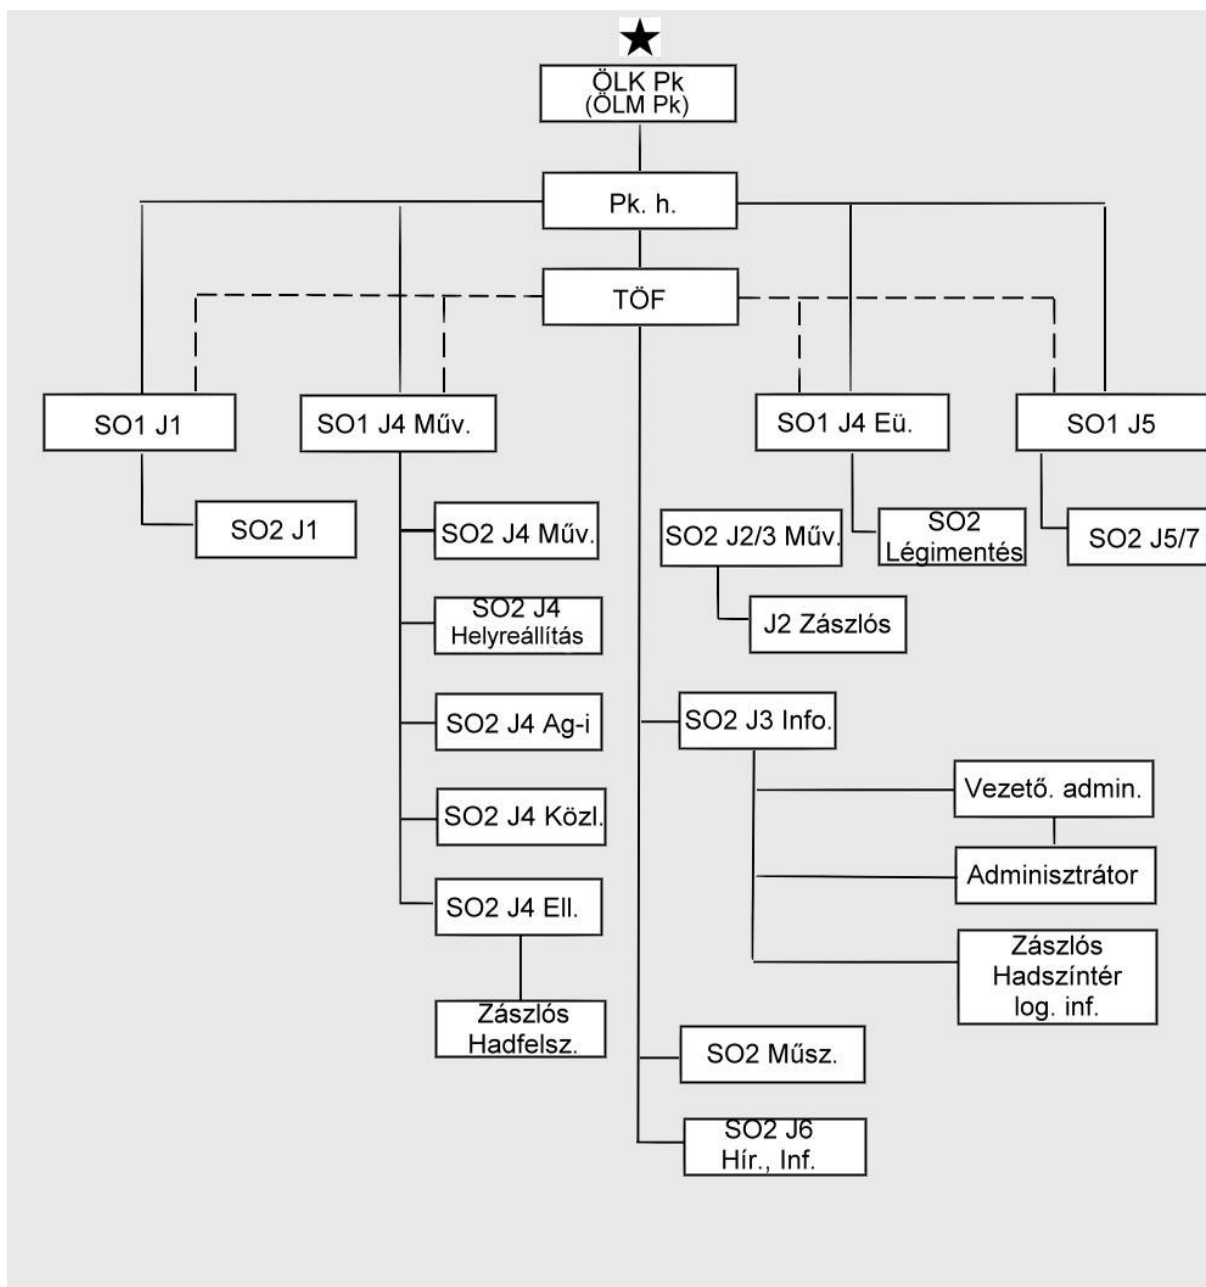 ÖLK Pk
(ÖLM Pk)
Pk. h.
TÖF
SO1 J1
SO1 J4 Műv.
SO1 J4 Eü.
SO1 J5
SO2 J1
SO2 J4 Műv.
SO2 J2/3 Műv.
SO2
Légimentés
SO2 J5/7
SO2 J4
Helyreállítás
J2 Zászlós
SO2 J4 Ag-i
SO2 J3 Info.
Vezető. admin.
SO2 J4 Közl.
Adminisztrátor
SO2 J4 Ell.
Zászlós
Hadszíntér
log. inf.
Zászlós
Hadfelsz.
SO2 Műsz.
SO2 J6
Hír., Inf.